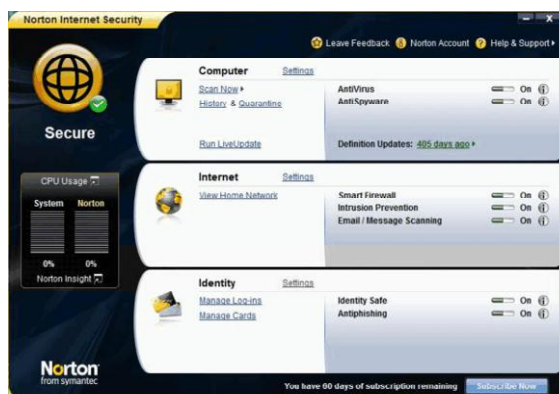 Norton Internet Security
Leave Feedback Norton Account ? Help & Support
Secure
CPU Usage
System Norton
0% 0%
Norton Insight
Computer Settings
Scan Now
History & Quarantine
Run LiveUpdate
AntiVirus On
AntiSpyware On
Definition Updates: 405 days ago
Internet Settings
View Home Network
Smart Firewall On
Intrusion Prevention On
Email / Message Scanning On
Identity Settings
Manage Log-ins
Manage Cards
Identity Safe On
Antiphishing On
Norton
from symantec
You have 60 days of subscription remaining Subscribe Now